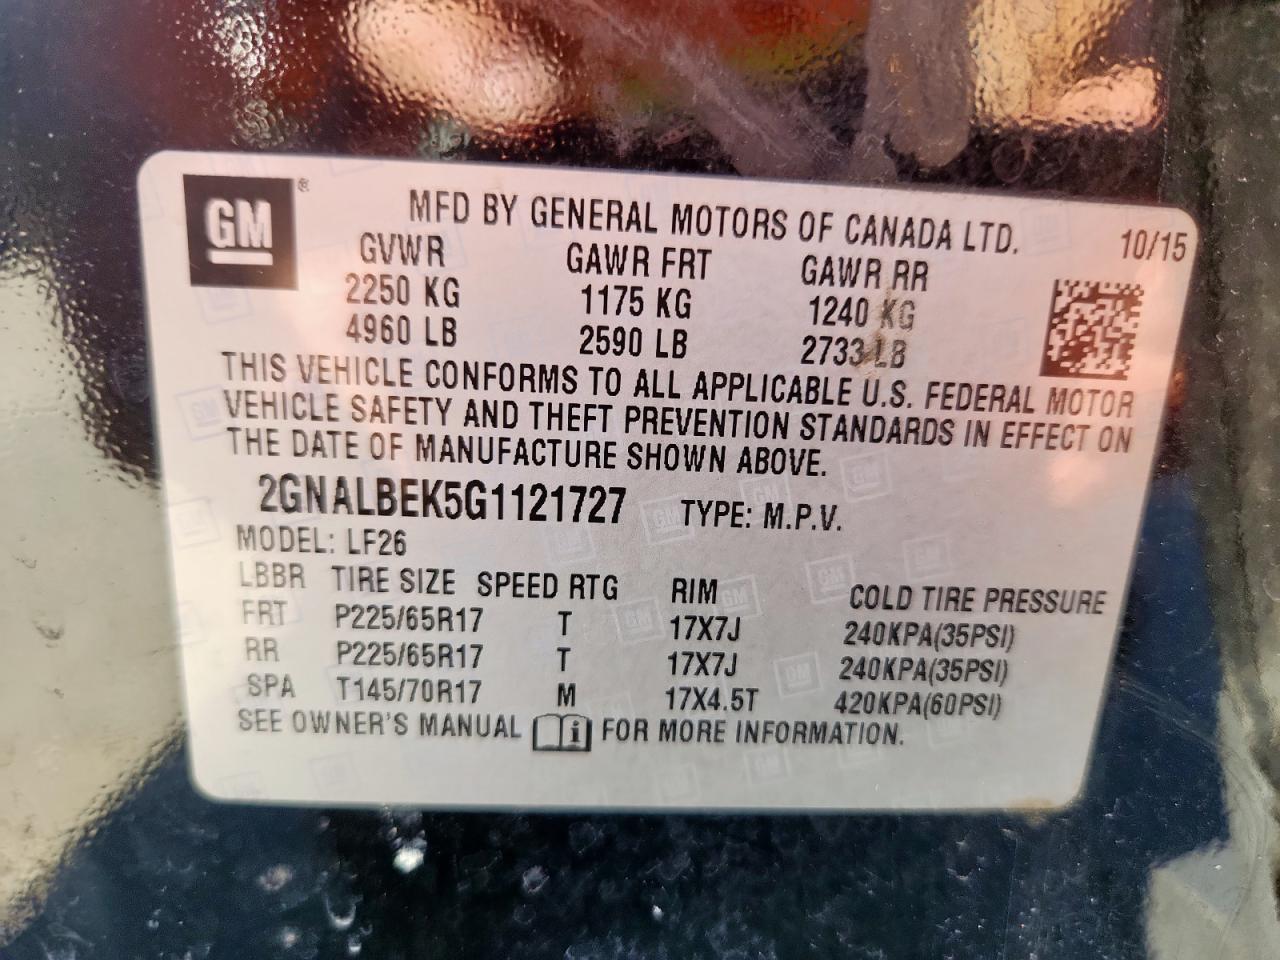 GM ®
MFD BY GENERAL MOTORS OF CANADA LTD. 10/15
GVWR GAWR FRT GAWR RR
2250 KG 1175 KG 1240 KG
4960 LB 2590 LB 2733 LB
THIS VEHICLE CONFORMS TO ALL APPLICABLE U.S. FEDERAL MOTOR
VEHICLE SAFETY AND THEFT PREVENTION STANDARDS IN EFFECT ON
THE DATE OF MANUFACTURE SHOWN ABOVE.
2GNALBEK5G1121727 TYPE: M.P.V.
MODEL: LF26
LBBR TIRE SIZE SPEED RTG RIM COLD TIRE PRESSURE
FRT P225/65R17 T 17X7J 240KPA(35PSI)
RR P225/65R17 T 17X7J 240KPA(35PSI)
SPA T145/70R17 M 17X4.5T 420KPA(60PSI)
SEE OWNER'S MANUAL i FOR MORE INFORMATION.